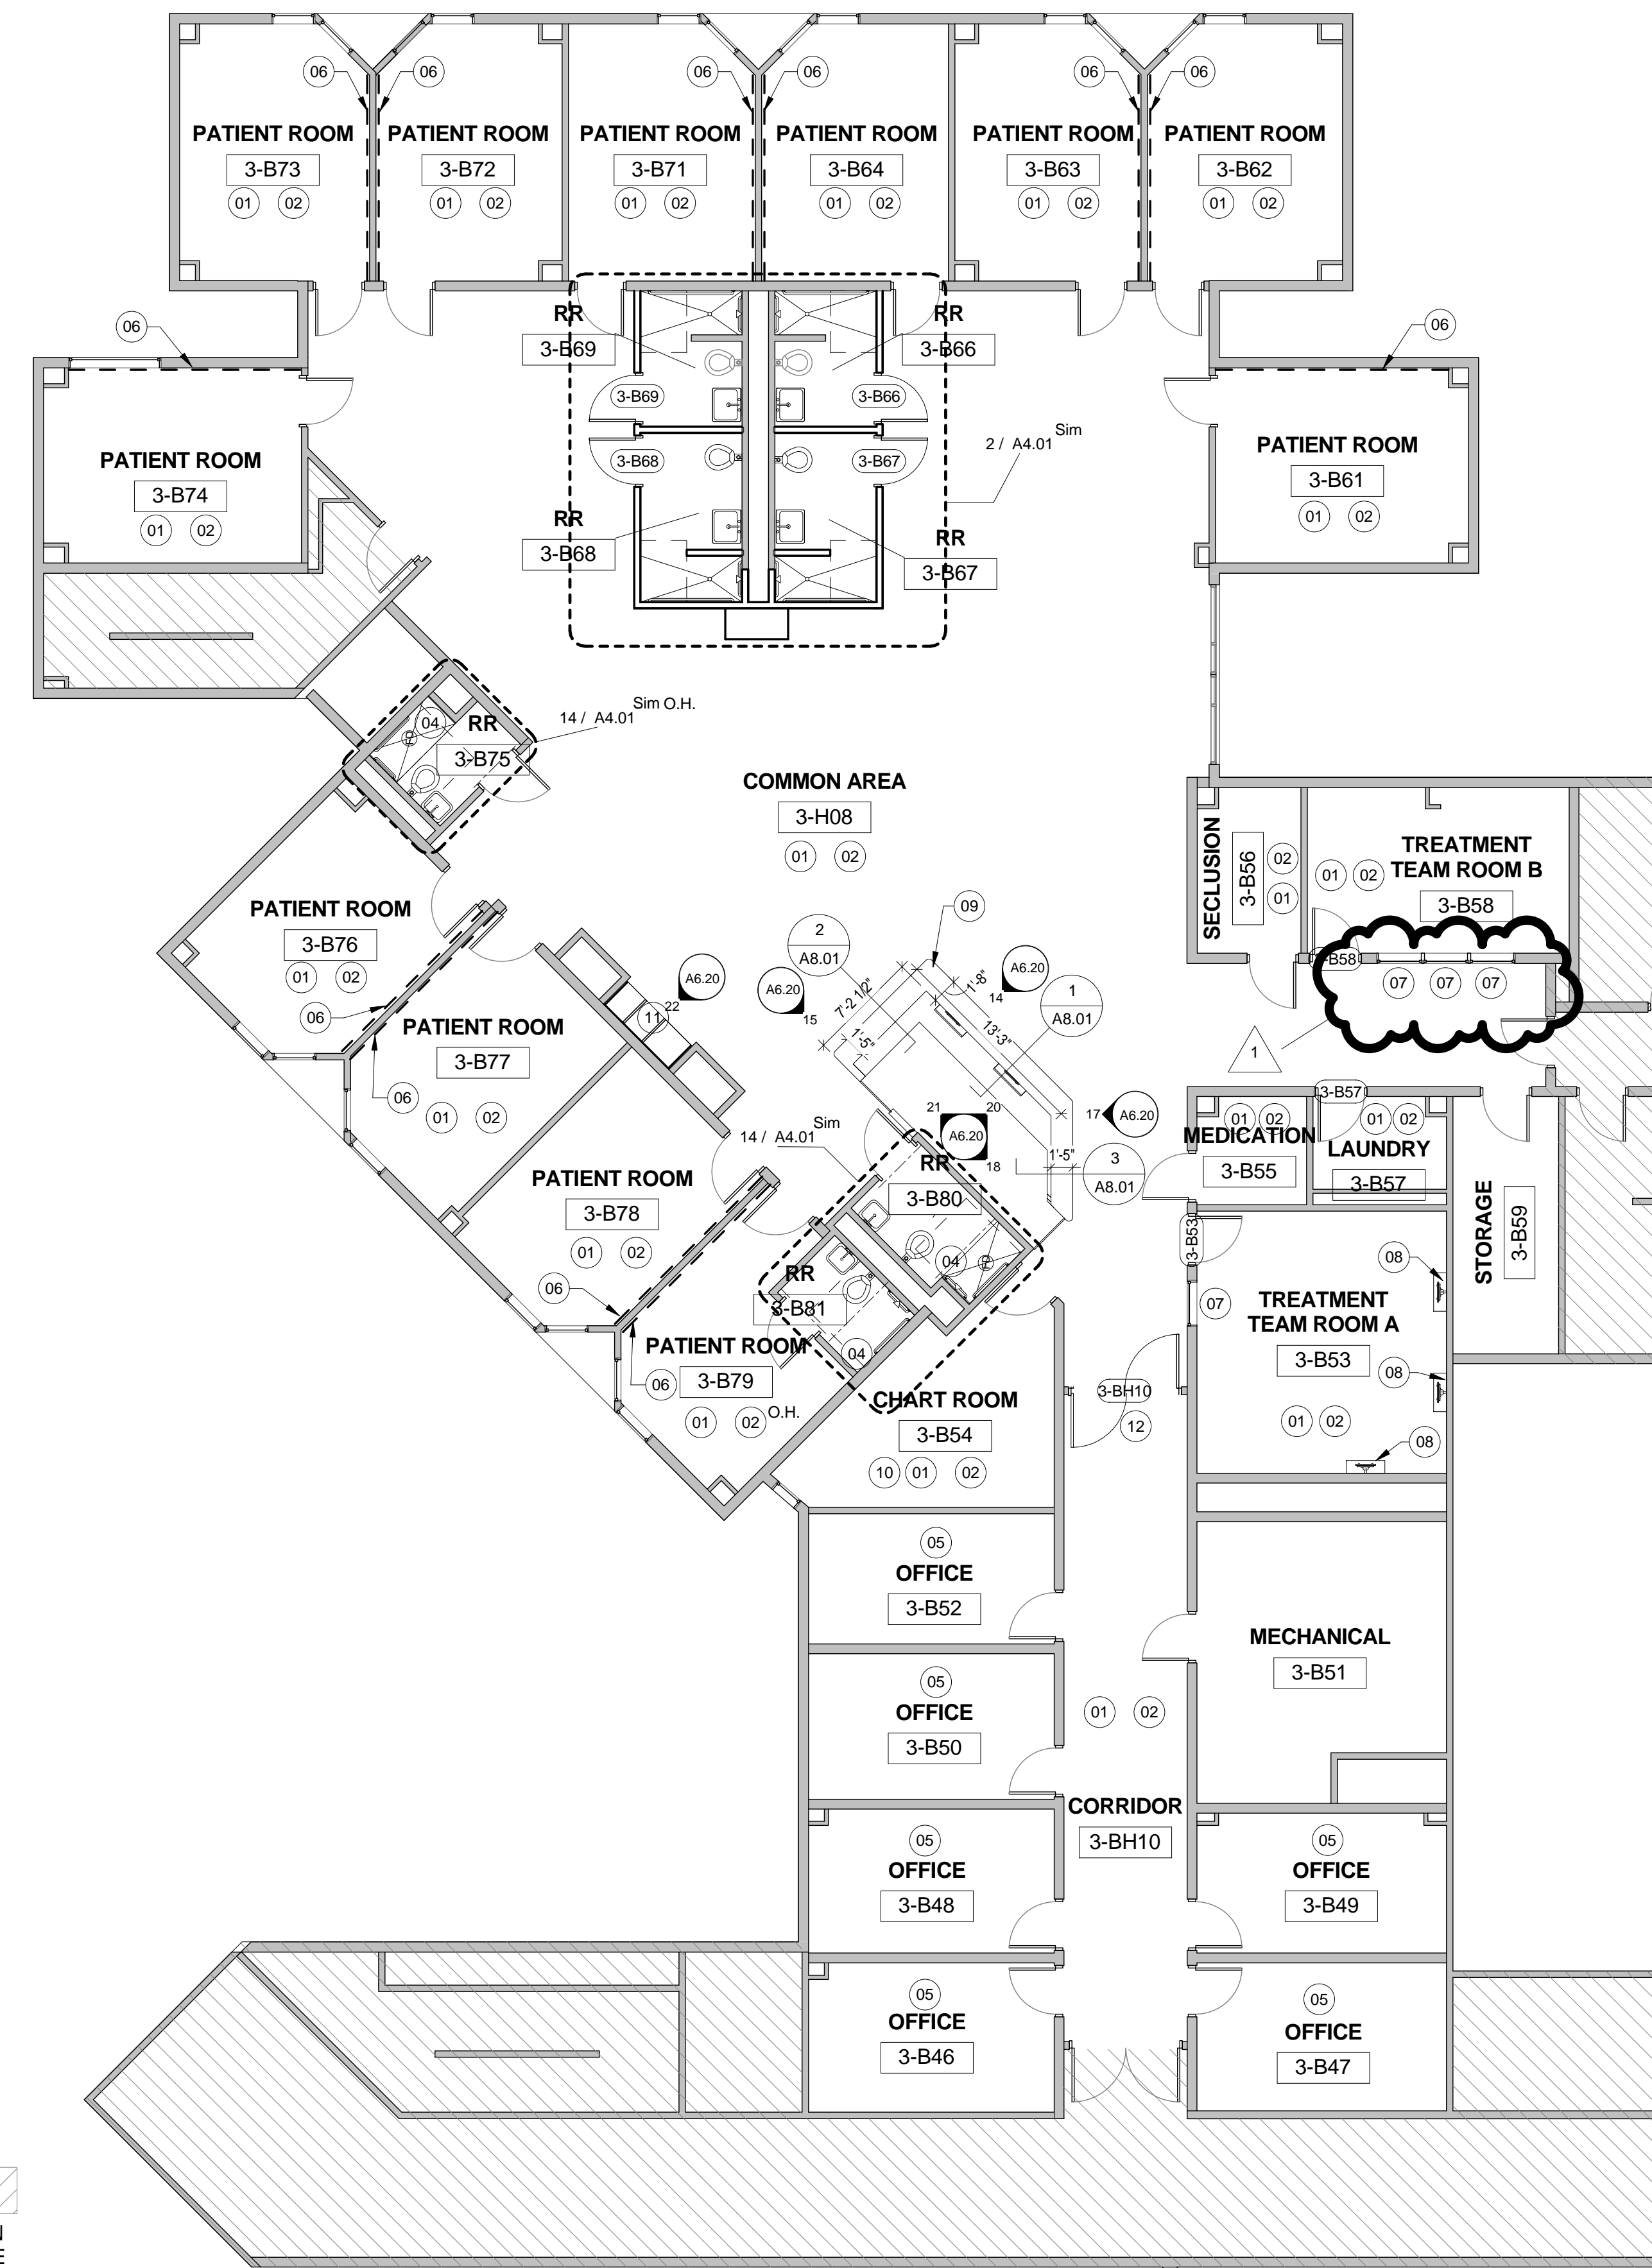 06 06 06 06 06 06
PATIENT ROOM PATIENT ROOM PATIENT ROOM PATIENT ROOM PATIENT ROOM PATIENT ROOM
3-B73 3-B72 3-B71 3-B64 3-B63 3-B62
01 02 01 02 01 02 01 02 01 02 01 02
06
RR
3-B69
RR
3-B66
06
3-B69 3-B66
3-B68 3-B67
2 / A4.01 Sim
PATIENT ROOM
3-B74
01 02
PATIENT ROOM
3-B61
01 02
RR
3-B68
RR
3-B67
14 / A4.01 Sim O.H.
04
RR
3-B75
COMMON AREA
3-H08
01 02
SECLUSION
3-B56
02
01
TREATMENT
TEAM ROOM B
01 02
3-B58
-B58
07 07 07
1
PATIENT ROOM
3-B76
01 02
06
09
2
A8.01
A6.20
15
A6.20
14
1
A8.01
7'-2 1/2"
1'-8"
1'-5"
13'-3"
A6.20
22
11
PATIENT ROOM
3-B77
01 02
06
14 / A4.01 Sim
21 20
A6.20
18
17 A6.20
1'-5"
3
A8.01
RR
3-B80
04
3-B57
01 02
MEDICATION
3-B55
01 02
LAUNDRY
3-B57
STORAGE
3-B59
3-B53
PATIENT ROOM
3-B78
01 02
06
RR
3-B81
04
PATIENT ROOM
06
3-B79
01 02 O.H.
07
TREATMENT
TEAM ROOM A
3-B53
01 02
08
08
08
3-BH10
12
CHART ROOM
3-B54
10 01 02
05
OFFICE
3-B52
MECHANICAL
3-B51
05
OFFICE
3-B50
01 02
CORRIDOR
3-BH10
05
OFFICE
3-B48
05
OFFICE
3-B49
05
OFFICE
3-B46
05
OFFICE
3-B47